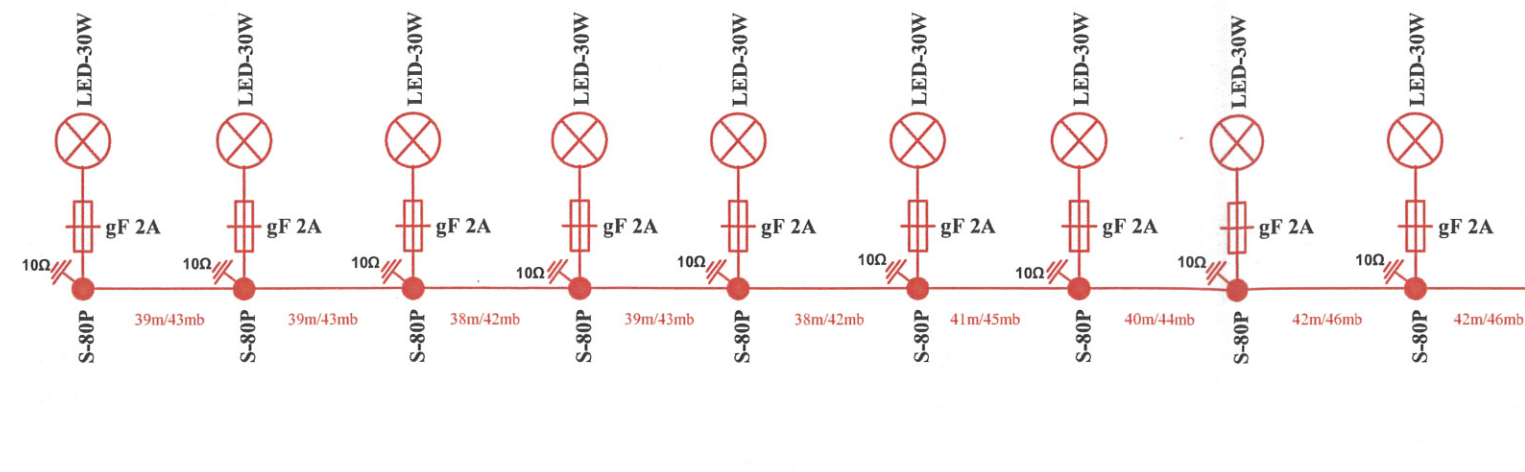 LED-30W LED-30W LED-30W LED-30W LED-30W LED-30W LED-30W LED-30W LED-30W
gF 2A gF 2A gF 2A gF 2A gF 2A gF 2A gF 2A gF 2A gF 2A
10Ω 10Ω 10Ω 10Ω 10Ω 10Ω 10Ω 10Ω 10Ω
39m/43mb 39m/43mb 38m/42mb 39m/43mb 38m/42mb 41m/45mb 40m/44mb 42m/46mb 42m/46mb
S-80P S-80P S-80P S-80P S-80P S-80P S-80P S-80P S-80P